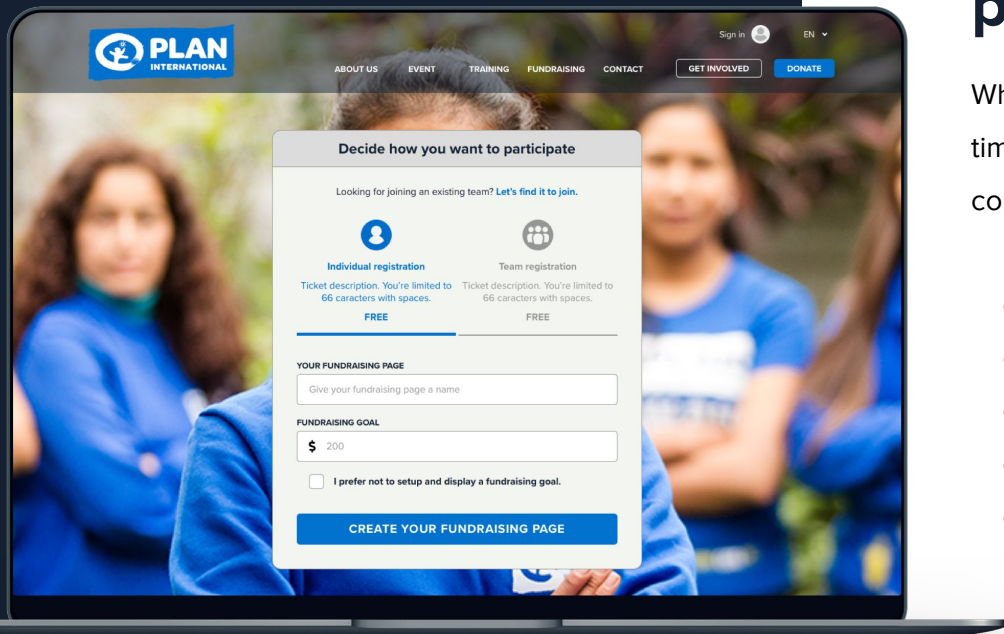 p
Wh
tim
co
Sign in
EN
PLAN
INTERNATIONAL
ABOUT US EVENT TRAINING FUNDRAISING CONTACT GET INVOLVED DONATE
Decide how you want to participate
Looking for joining an existing team? Let's find it to join.
Individual registration
Ticket description. You're limited to
66 caracters with spaces.
FREE
Team registration
Ticket description. You're limited to
66 caracters with spaces.
FREE
YOUR FUNDRAISING PAGE
Give your fundraising page a name
FUNDRAISING GOAL
$ 200
I prefer not to setup and display a fundraising goal.
CREATE YOUR FUNDRAISING PAGE